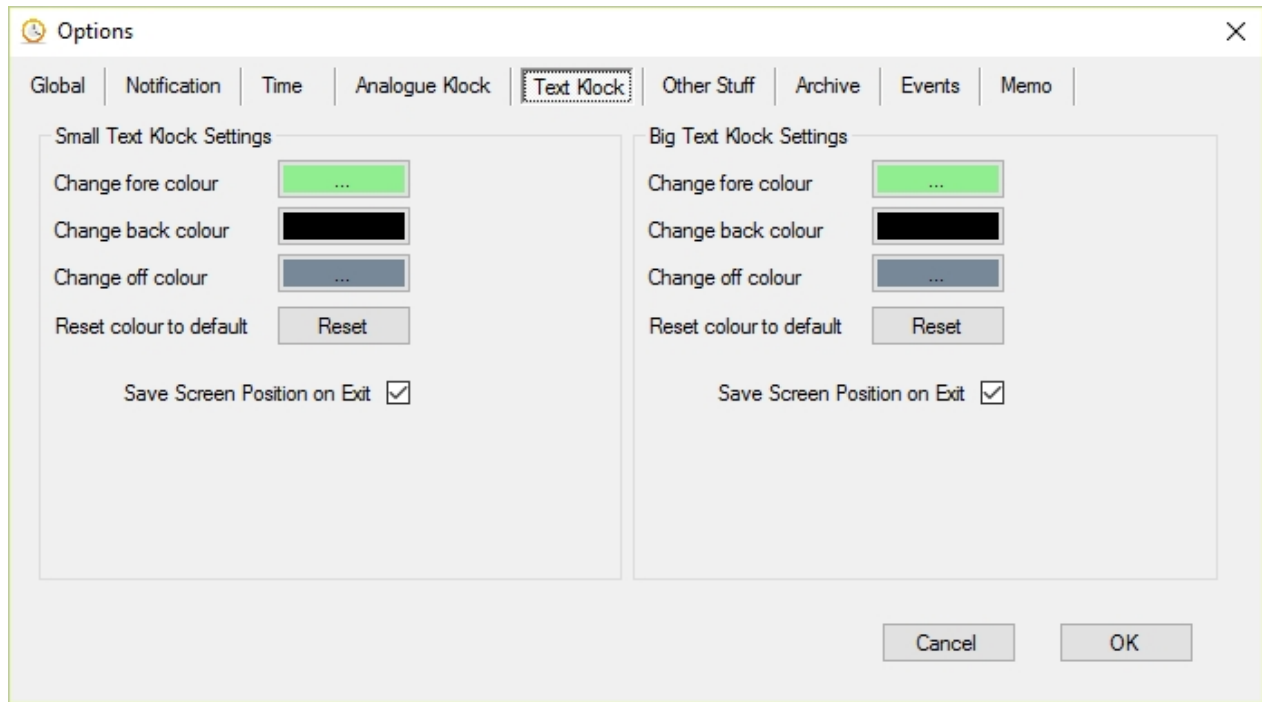 Options
Global Notification Time Analogue Klock Text Klock Other Stuff Archive Events Memo
Small Text Klock Settings
Change fore colour ...
Change back colour
Change off colour ...
Reset colour to default Reset
Save Screen Position on Exit
Big Text Klock Settings
Change fore colour ...
Change back colour
Change off colour ...
Reset colour to default Reset
Save Screen Position on Exit
Cancel OK